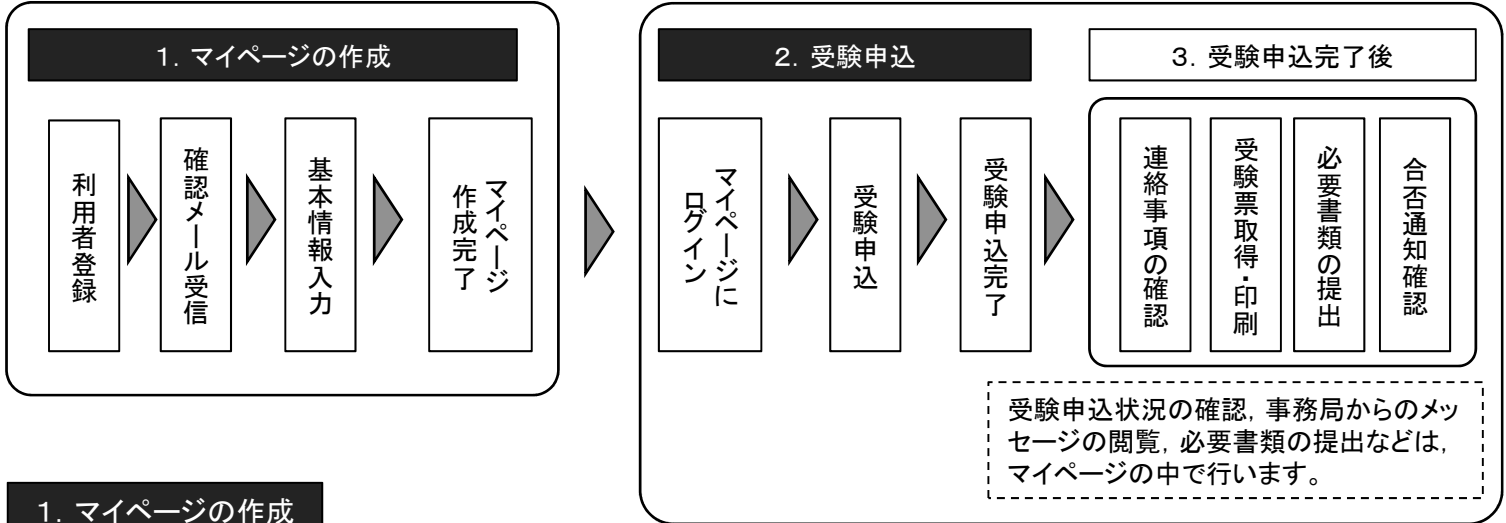 1. マイページの作成
利用者登録
確認メール受信
基本情報入力
マイページ
作成完了
2. 受験申込
マイページに
ログイン
受験申込
受験申込完了
3. 受験申込完了後
連絡事項の確認
受験票取得・印刷
必要書類の提出
合否通知確認
受験申込状況の確認, 事務局からのメッ
セージの閲覧, 必要書類の提出などは,
マイページの中で行います。
1. マイページの作成